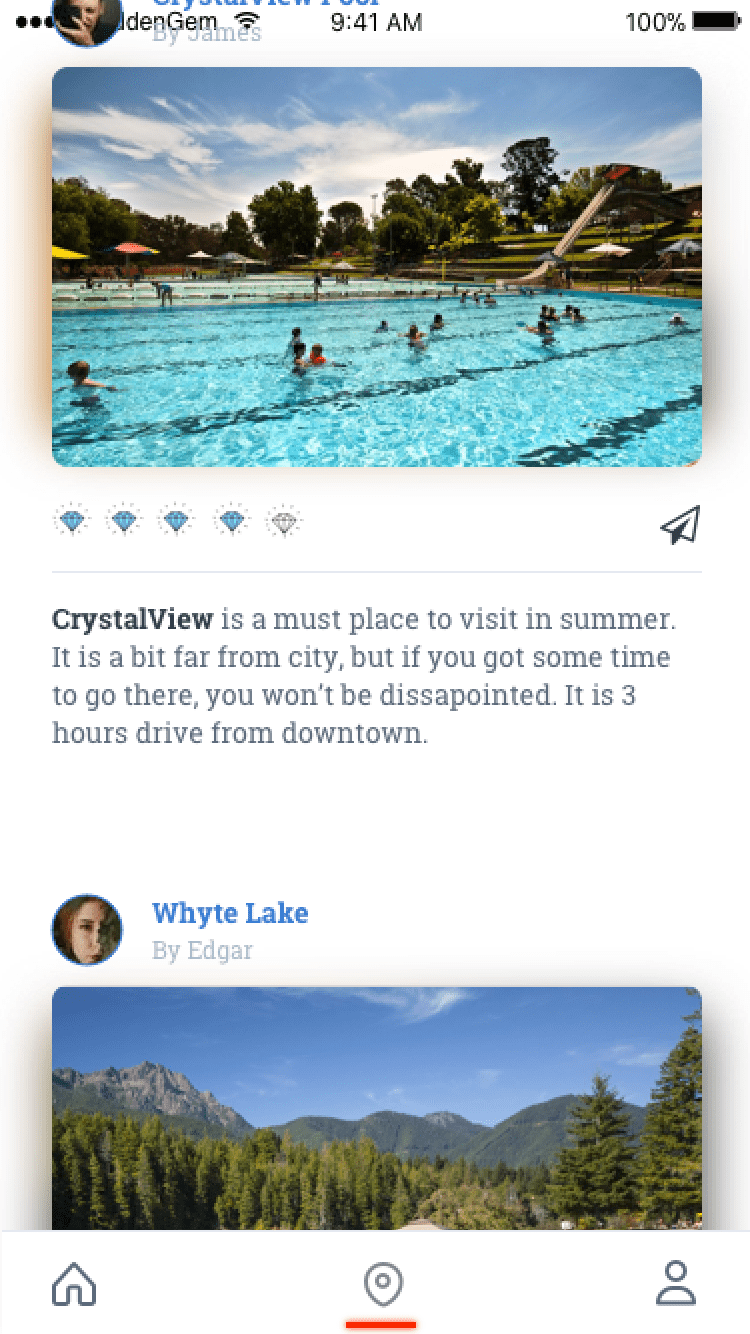 CrystalView Pool
ldenGem 9:41 AM 100%
By James
CrystalView is a must place to visit in summer.
It is a bit far from city, but if you got some time
to go there, you won’t be dissapointed. It is 3
hours drive from downtown.
Whyte Lake
By Edgar